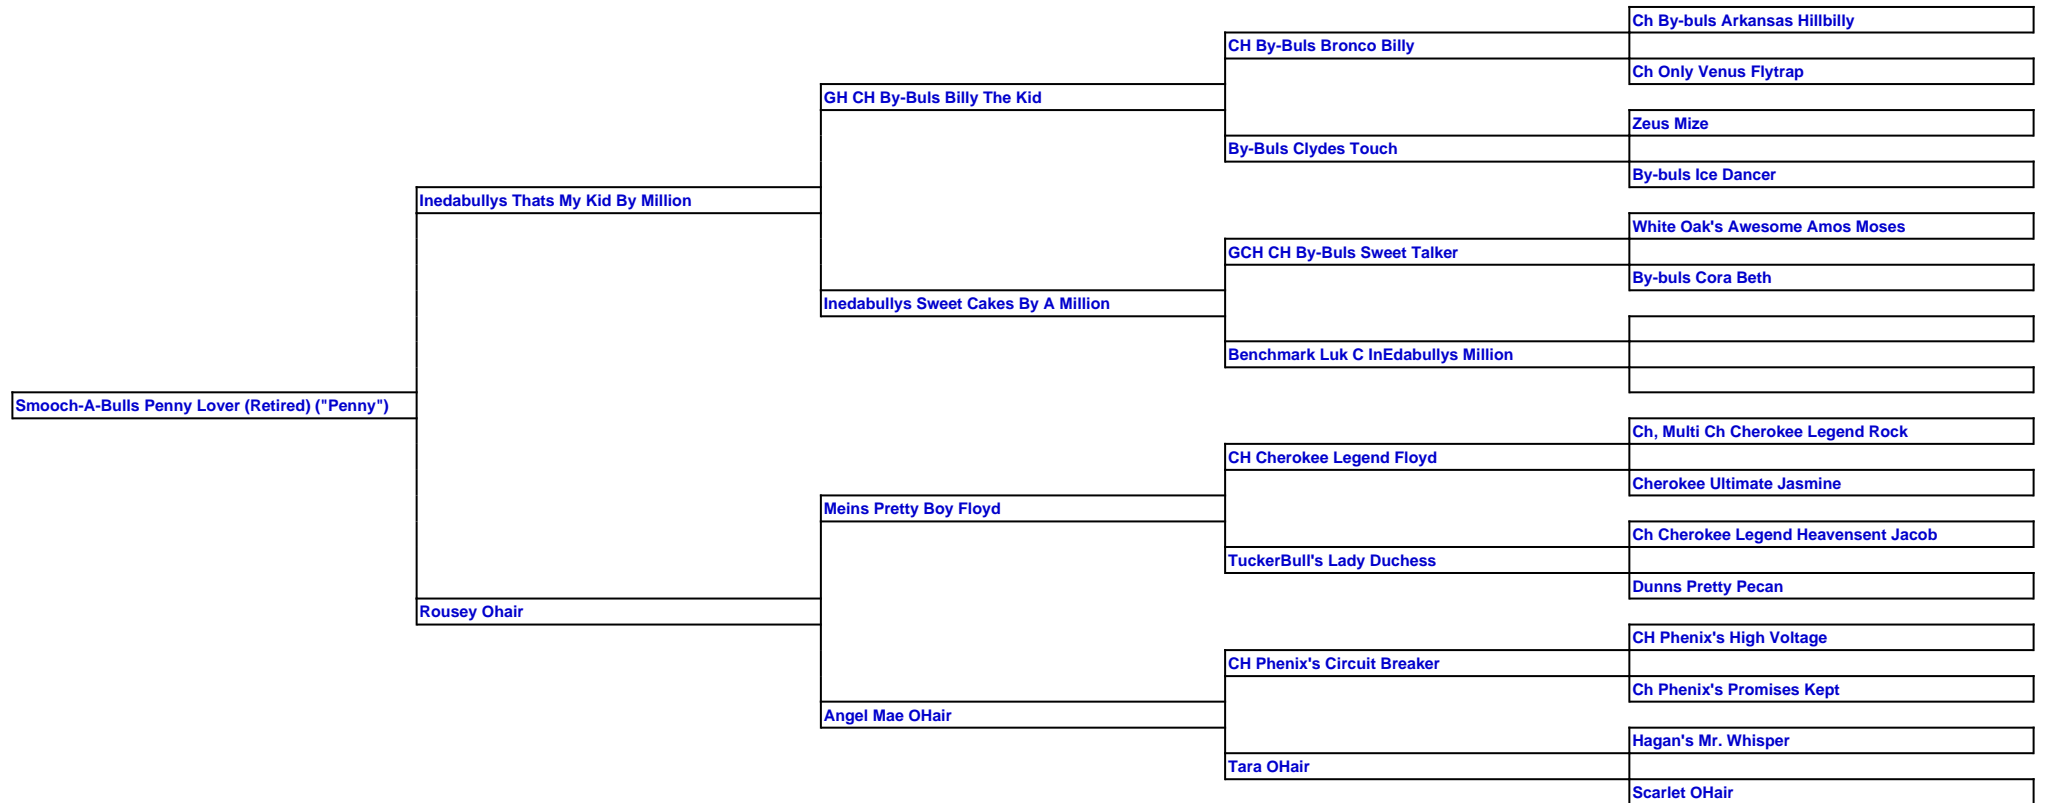 Ch By-buls Arkansas Hillbilly
CH By-Buls Bronco Billy
Ch Only Venus Flytrap
GH CH By-Buls Billy The Kid
Zeus Mize
By-Buls Clydes Touch
By-buls Ice Dancer
Inedabullys Thats My Kid By Million
White Oak's Awesome Amos Moses
GCH CH By-Buls Sweet Talker
By-buls Cora Beth
Inedabullys Sweet Cakes By A Million
Benchmark Luk C InEdabullys Million
Smooch-A-Bulls Penny Lover (Retired) ("Penny")
Ch, Multi Ch Cherokee Legend Rock
CH Cherokee Legend Floyd
Cherokee Ultimate Jasmine
Meins Pretty Boy Floyd
Ch Cherokee Legend Heavensent Jacob
TuckerBull's Lady Duchess
Dunns Pretty Pecan
Rousey Ohair
CH Phenix's High Voltage
CH Phenix's Circuit Breaker
Ch Phenix's Promises Kept
Angel Mae OHair
Hagan's Mr. Whisper
Tara OHair
Scarlet OHair